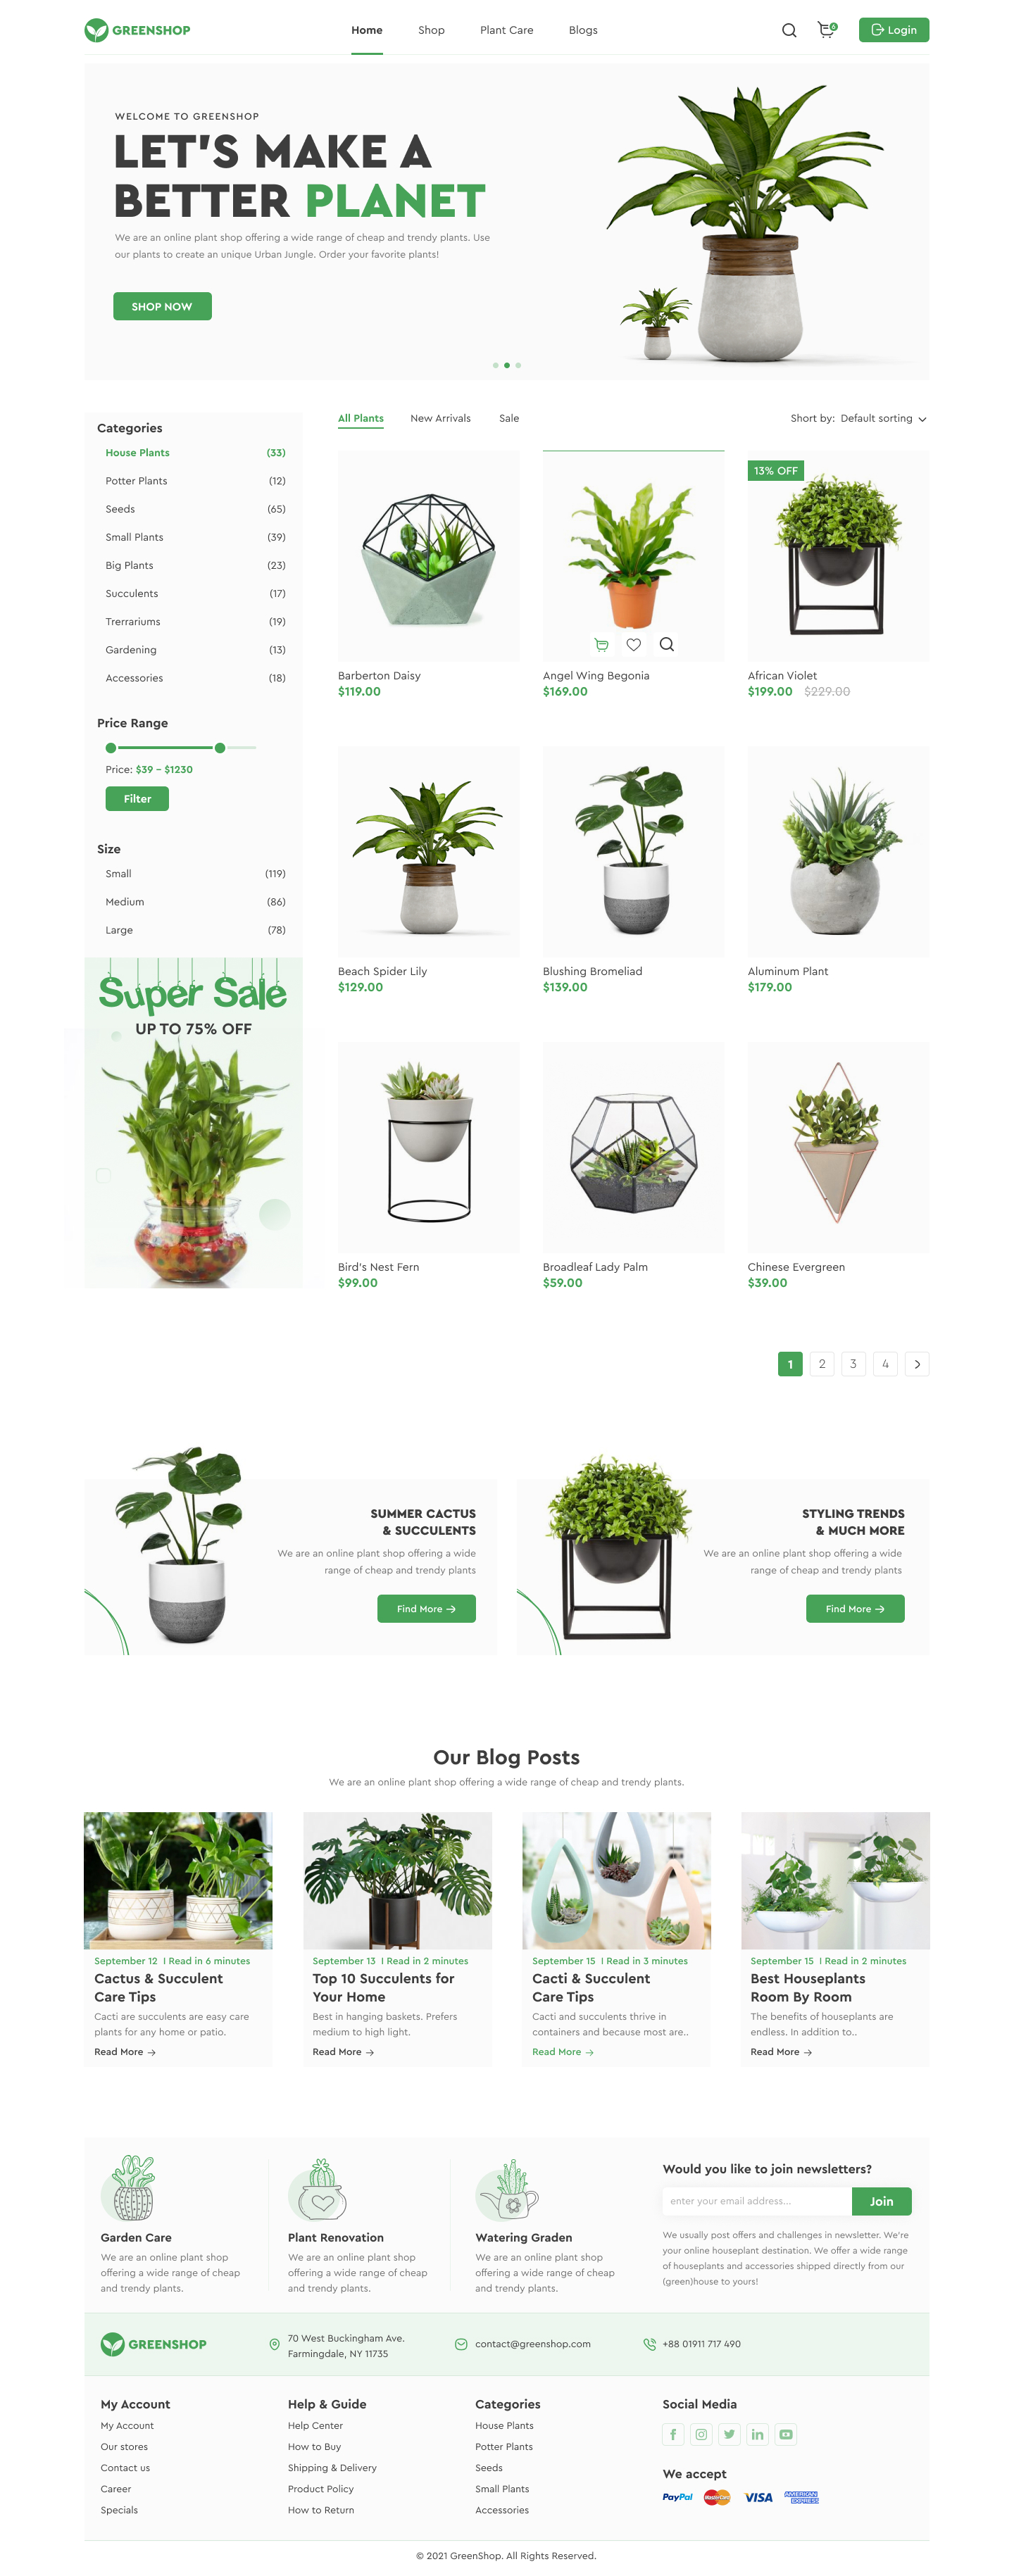 GREENSHOP
Home
Shop
Plant Care
Blogs
6
Login
WELCOME TO GREENSHOP
LET'S MAKE A
BETTER PLANET
We are an online plant shop offering a wide range of cheap and trendy plants. Use
our plants to create an unique Urban Jungle. Order your favorite plants!
SHOP NOW
Categories
House Plants (33)
Potter Plants (12)
Seeds (65)
Small Plants (39)
Big Plants (23)
Succulents (17)
Trerrariums (19)
Gardening (13)
Accessories (18)
Price Range
Price: $39 - $1230
Filter
Size
Small (119)
Medium (86)
Large (78)
Super Sale
UP TO 75% OFF
All Plants
New Arrivals
Sale
Short by: Default sorting
Barberton Daisy
$119.00
Angel Wing Begonia
$169.00
13% OFF
African Violet
$199.00 $229.00
Beach Spider Lily
$129.00
Blushing Bromeliad
$139.00
Aluminum Plant
$179.00
Bird's Nest Fern
$99.00
Broadleaf Lady Palm
$59.00
Chinese Evergreen
$39.00
1 2 3 4
SUMMER CACTUS
& SUCCULENTS
We are an online plant shop offering a wide
range of cheap and trendy plants
Find More
STYLING TRENDS
& MUCH MORE
We are an online plant shop offering a wide
range of cheap and trendy plants
Find More
Our Blog Posts
We are an online plant shop offering a wide range of cheap and trendy plants.
September 12 I Read in 6 minutes
Cactus & Succulent
Care Tips
Cacti are succulents are easy care
plants for any home or patio.
Read More
September 13 I Read in 2 minutes
Top 10 Succulents for
Your Home
Best in hanging baskets. Prefers
medium to high light.
Read More
September 15 I Read in 3 minutes
Cacti & Succulent
Care Tips
Cacti and succulents thrive in
containers and because most are..
Read More
September 15 I Read in 2 minutes
Best Houseplants
Room By Room
The benefits of houseplants are
endless. In addition to..
Read More
Garden Care
We are an online plant shop
offering a wide range of cheap
and trendy plants.
Plant Renovation
We are an online plant shop
offering a wide range of cheap
and trendy plants.
Watering Graden
We are an online plant shop
offering a wide range of cheap
and trendy plants.
Would you like to join newsletters?
enter your email address...
Join
We usually post offers and challenges in newsletter. We're
your online houseplant destination. We offer a wide range
of houseplants and accessories shipped directly from our
(green)house to yours!
GREENSHOP
70 West Buckingham Ave.
Farmingdale, NY 11735
contact@greenshop.com
+88 01911 717 490
My Account
My Account
Our stores
Contact us
Career
Specials
Help & Guide
Help Center
How to Buy
Shipping & Delivery
Product Policy
How to Return
Categories
House Plants
Potter Plants
Seeds
Small Plants
Accessories
Social Media
We accept
PayPal
MasterCard
VISA
AMERICAN
EXPRESS
© 2021 GreenShop. All Rights Reserved.